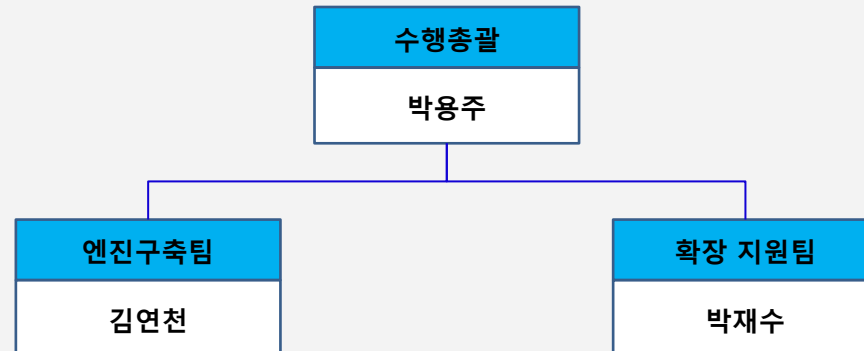 수행총괄
박용주
엔진구축팀
김연천
확장 지원팀
박재수